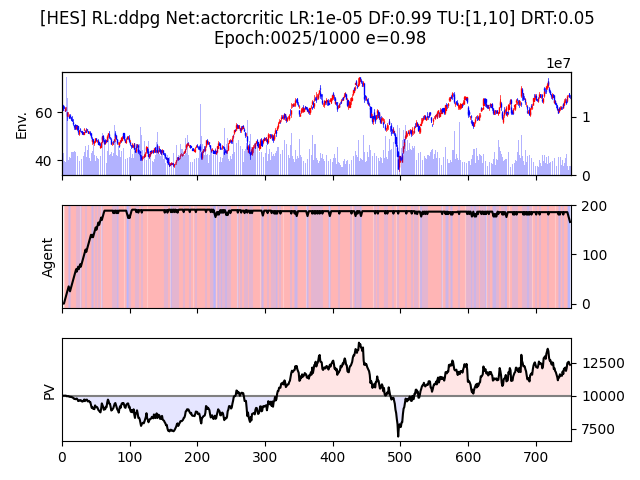 [HES] RL:ddpg Net:actorcritic LR:1e-05 DF:0.99 TU:[1,10] DRT:0.05
Epoch:0025/1000 e=0.98
1e7
Env.
60
40
1
0
Agent
200
100
0
PV
12500
10000
7500
0 100 200 300 400 500 600 700